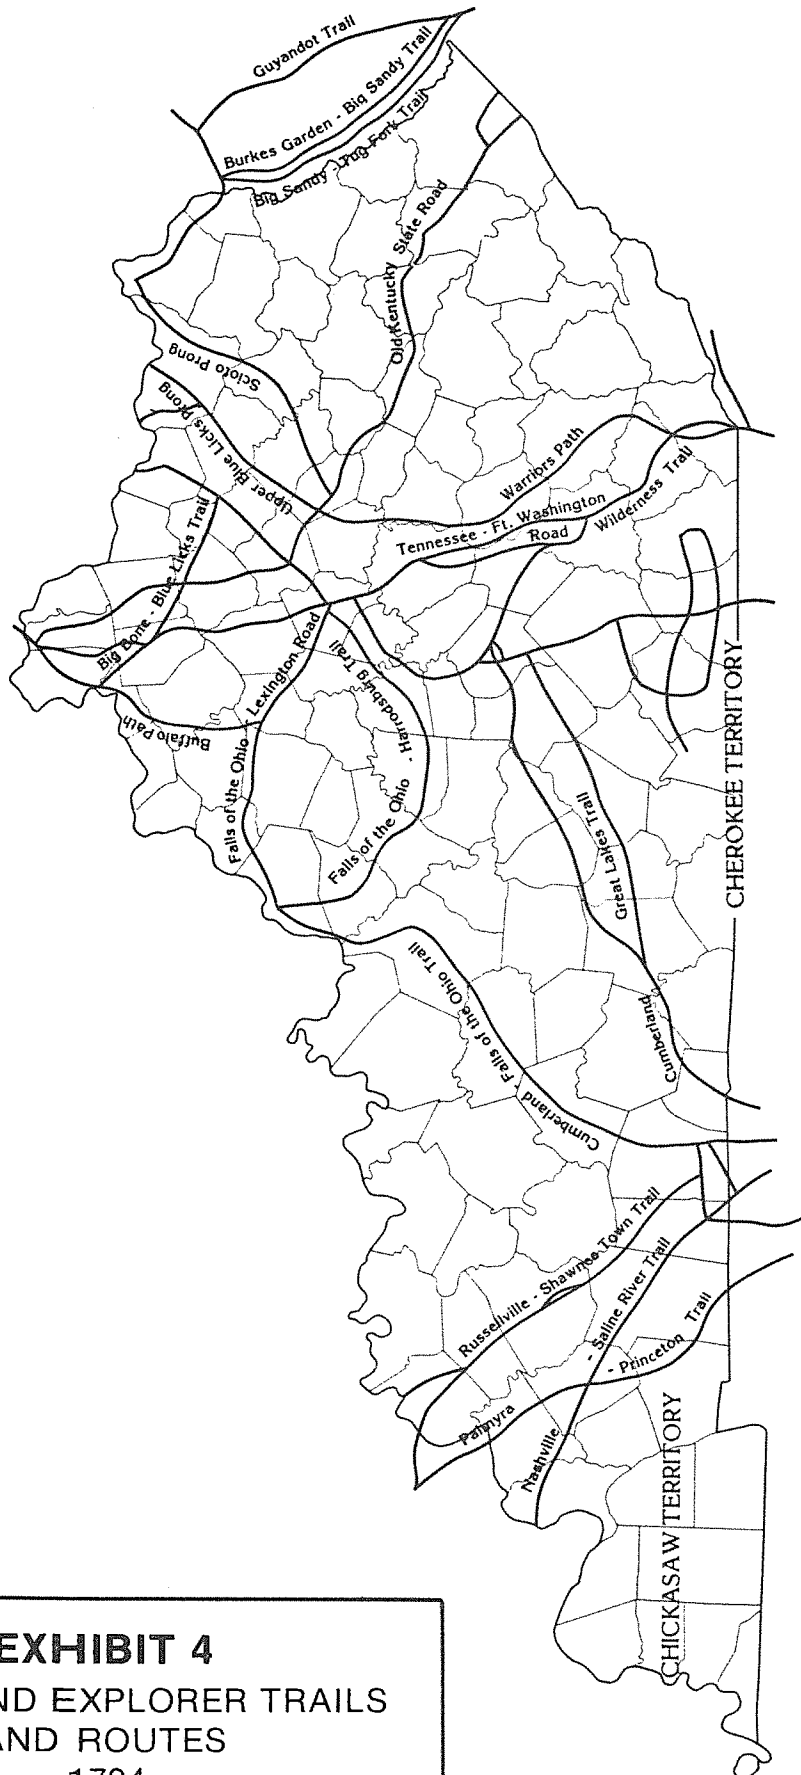 Guyandot Trail
Burkes Garden - Big Sandy Trail
Big Sandy - Tug Fork Trail
Old Kentucky State Road
Scioto Prong
Upper Blue Licks Prong
Warriors Path
Tennessee - Ft. Washington
Road
Wilderness Trail
Big Bone - Blue Licks Trail
Buffalo Path
Falls of the Ohio - Lexington Road
Falls of the Ohio - Harrodsburg Trail
CHEROKEE TERRITORY
Cumberland
Great Lakes Trail
Cumberland - Falls of the Ohio Trail
Russellville - Shawnee Town Trail
Nashville - Saline River Trail
Palmyra - Princeton Trail
CHICKASAW TERRITORY
EXHIBIT 4
ND EXPLORER TRAILS
AND ROUTES